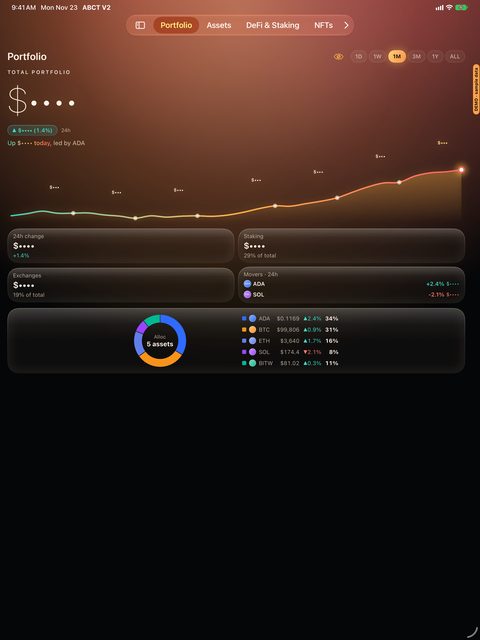 9:41 AM Mon Nov 23 ABCT V2
Portfolio Assets DeFi & Staking NFTs
Portfolio
1D 1W 1M 3M 1Y ALL
TOTAL PORTFOLIO
$••••
▲ $•••• (1.4%) 24h
Up $•••• today, led by ADA
$•••
$•••
$•••
$•••
$•••
$•••
$•••
24h change
$••••
+1.4%
Staking
$••••
29% of total
Exchanges
$••••
19% of total
Movers · 24h
ADA +2.4% $••••
SOL -2.1% $••••
Alloc
5 assets
ADA $0.1169 ▲2.4% 34%
BTC $99,806 ▲0.9% 31%
ETH $3,640 ▲1.7% 16%
SOL $174.4 ▼2.1% 8%
BITW $81.02 ▲0.3% 11%